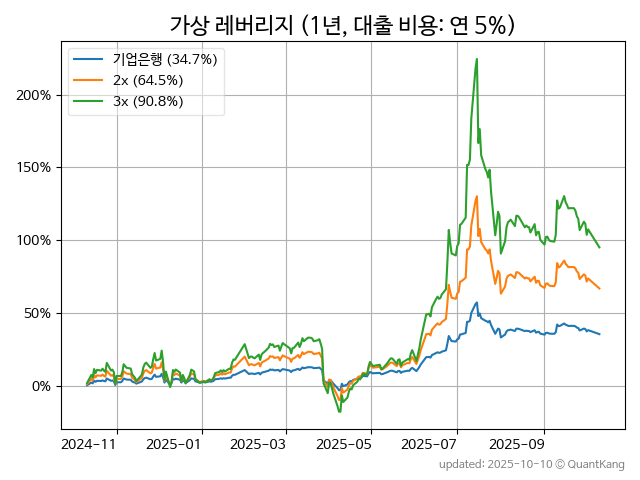 가상 레버리지 (1년, 대출 비용: 연 5%)
기업은행 (34.7%)
2x (64.5%)
3x (90.8%)
200%
150%
100%
50%
0%
2024-11 2025-01 2025-03 2025-05 2025-07 2025-09
updated: 2025-10-10 © QuantKang